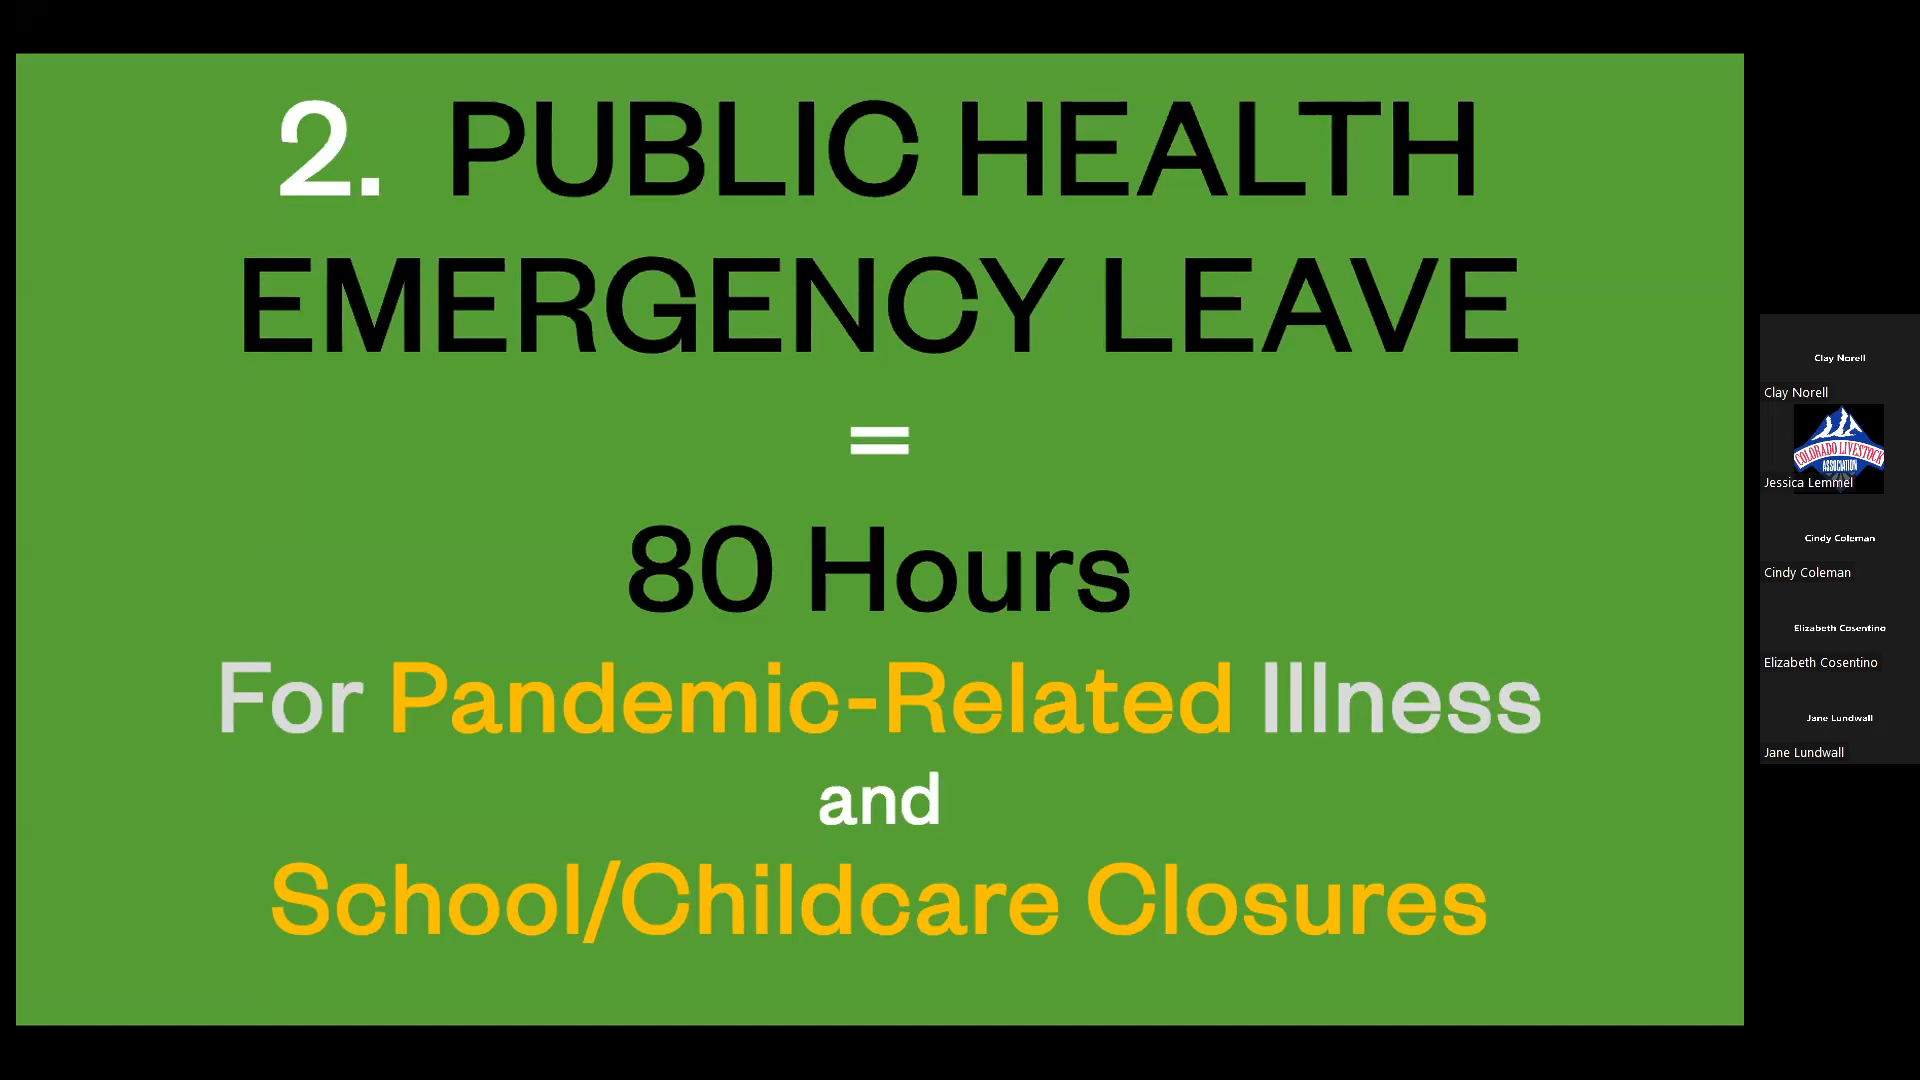 2. PUBLIC HEALTH
EMERGENCY LEAVE
=
80 Hours
For Pandemic-Related Illness
and
School/Childcare Closures
Clay Norell
Clay Norell
COLORADO LIVESTOCK
ASSOCIATION
Jessica Lemmel
Cindy Coleman
Cindy Coleman
Elizabeth Cosentino
Elizabeth Cosentino
Jane Lundwall
Jane Lundwall